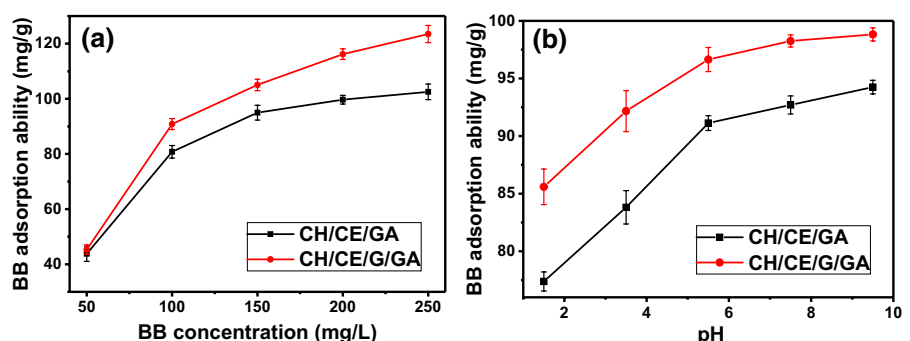 (a)
BB adsorption ability (mg/g)
120
100
80
60
40
CH/CE/GA
CH/CE/G/GA
50 100 150 200 250
BB concentration (mg/L)
(b)
BB adsorption ability (mg/g)
100
95
90
85
80
CH/CE/GA
CH/CE/G/GA
2 4 6 8 10
pH